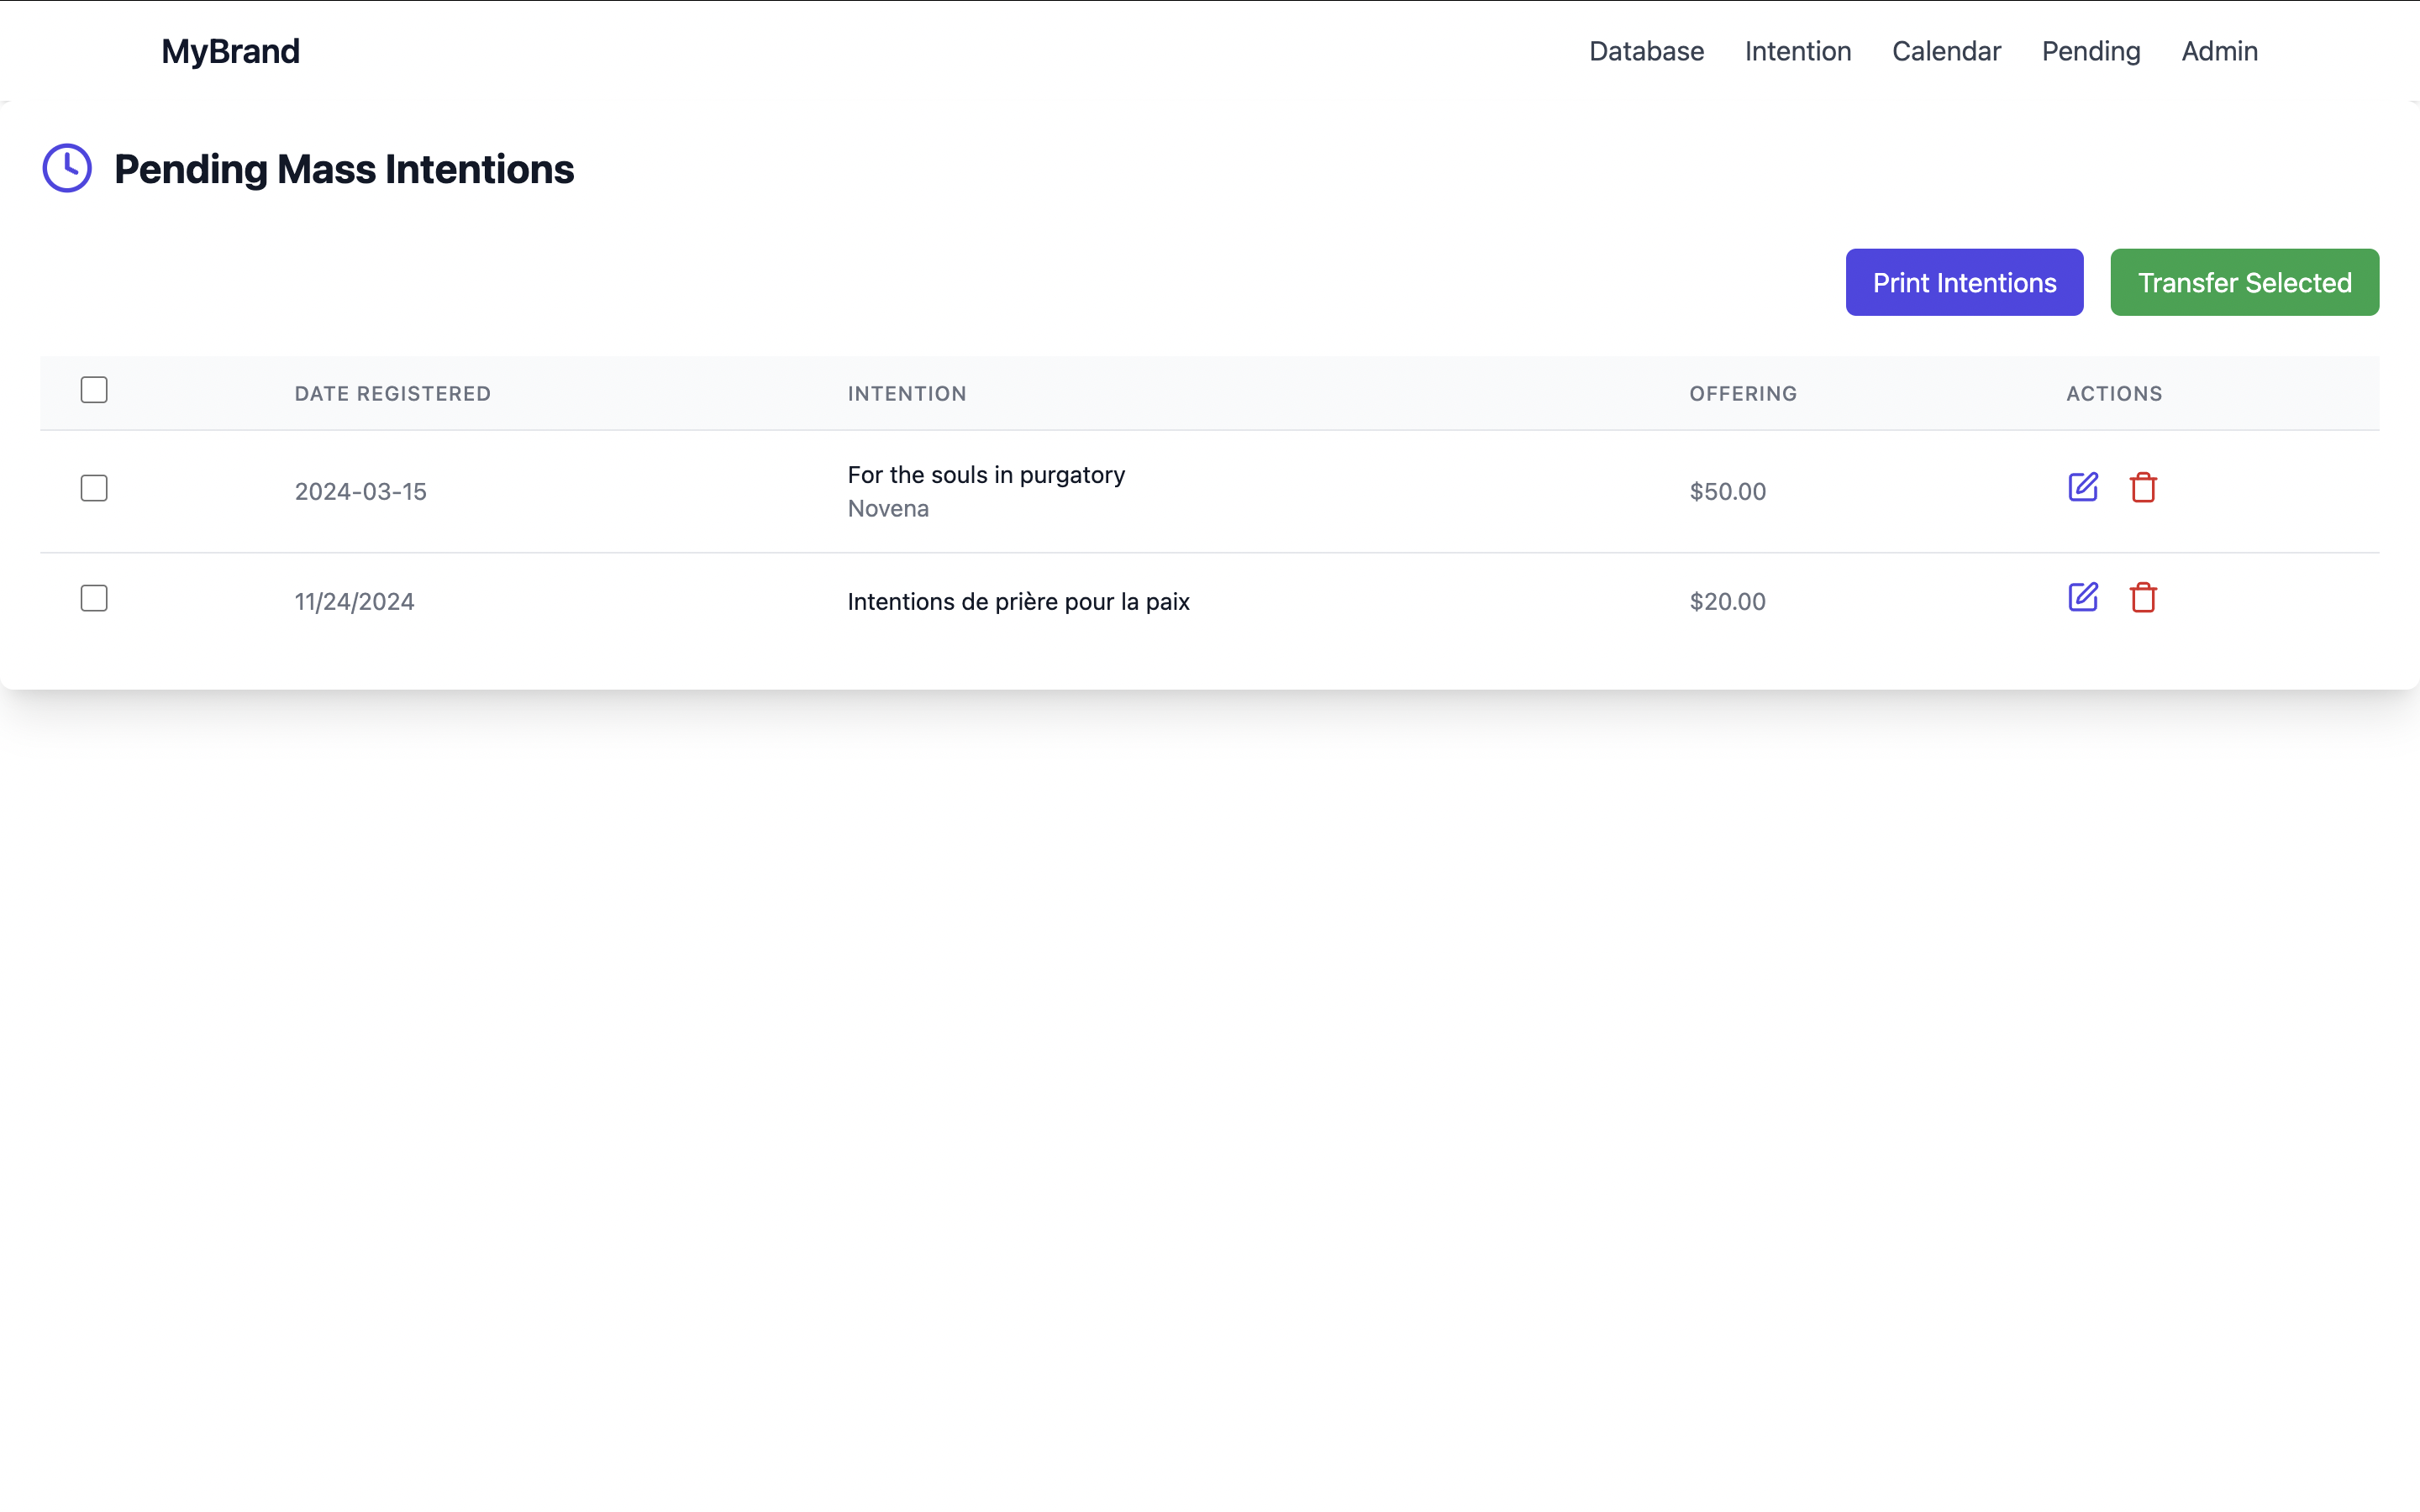 MyBrand
Database Intention Calendar Pending Admin
Pending Mass Intentions
Print Intentions Transfer Selected
DATE REGISTERED INTENTION OFFERING ACTIONS
2024-03-15 For the souls in purgatory $50.00
Novena
11/24/2024 Intentions de prière pour la paix $20.00